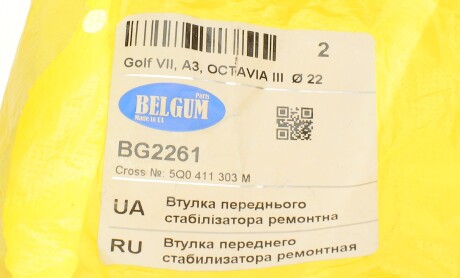 2
Golf VII, A3, OCTAVIA III Ø 22
Parts
BELGUM
Made in UA
BG2261
Cross №: 5Q0 411 303 M
UA Втулка переднього
стабілізатора ремонтна
RU Втулка переднего
стабилизатора ремонтная